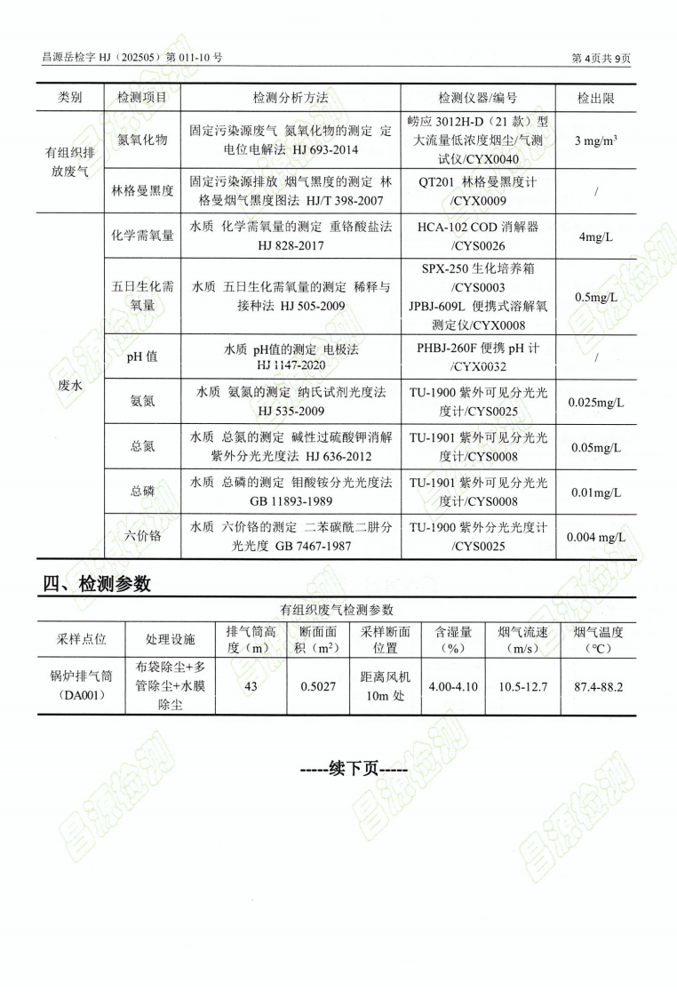 昌源岳检字 HJ（202505）第 011-10 号
第 4页共 9页
类别 检测项目 检测分析方法 检测仪器/编号 检出限
有组织排
放废气
氮氧化物
固定污染源废气 氮氧化物的测定 定
电位电解法 HJ 693-2014
崂应 3012H-D（21 款）型
大流量低浓度烟尘/气测
试仪/CYX0040
3 mg/m³
林格曼黑度
固定污染源排放 烟气黑度的测定 林
格曼烟气黑度图法 HJ/T 398-2007
QT201 林格曼黑度计
/CYX0009
/
废水
化学需氧量
水质 化学需氧量的测定 重铬酸盐法
HJ 828-2017
HCA-102 COD 消解器
/CYS0026
4mg/L
五日生化需
氧量
水质 五日生化需氧量的测定 稀释与
接种法 HJ 505-2009
SPX-250 生化培养箱
/CYS0003
JPBJ-609L 便携式溶解氧
测定仪/CYX0008
0.5mg/L
pH 值
水质 pH值的测定 电极法
HJ 1147-2020
PHBJ-260F 便携 pH 计
/CYX0032
/
氨氮
水质 氨氮的测定 纳氏试剂光度法
HJ 535-2009
TU-1900 紫外可见分光光
度计/CYS0025
0.025mg/L
总氮
水质 总氮的测定 碱性过硫酸钾消解
紫外分光光度法 HJ 636-2012
TU-1901 紫外可见分光光
度计/CYS0008
0.05mg/L
总磷
水质 总磷的测定 钼酸铵分光光度法
GB 11893-1989
TU-1901 紫外可见分光光
度计/CYS0008
0.01mg/L
六价铬
水质 六价铬的测定 二苯碳酰二肼分
光光度 GB 7467-1987
TU-1900 紫外分光光度计
/CYS0025
0.004 mg/L
四、检测参数
有组织废气检测参数
采样点位
处理设施
排气筒高
度（m）
断面面
积（m²）
采样断面
位置
含湿量
（%）
烟气流速
（m/s）
烟气温度
（℃）
锅炉排气筒
（DA001）
布袋除尘+多
管除尘+水膜
除尘
43
0.5027
距离风机
10m 处
4.00-4.10
10.5-12.7
87.4-88.2
-----续下页-----
昌源检测